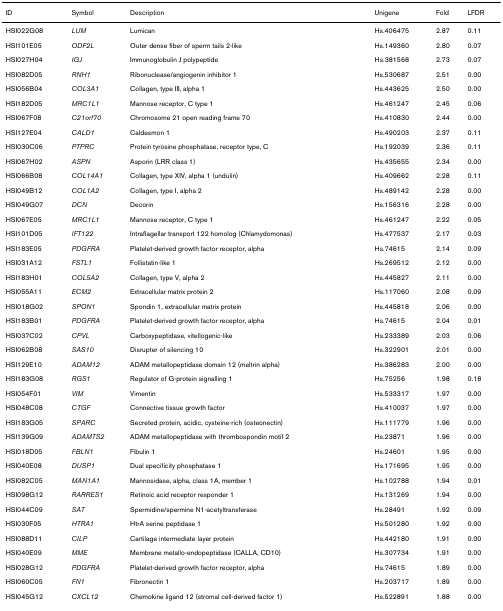 ID Symbol Description Unigene Fold LFDR
HSI022G08 LUM Lumican Hs.406475 2.87 0.11
HSI101E05 ODF2L Outer dense fiber of sperm tails 2-like Hs.149360 2.80 0.07
HSI027H04 IGJ Immunoglobulin J polypeptide Hs.381568 2.73 0.07
HSI082D05 RNH1 Ribonuclease/angiogenin inhibitor 1 Hs.530687 2.51 0.00
HSI056B04 COL3A1 Collagen, type III, alpha 1 Hs.443625 2.50 0.00
HSI182D05 MRC1L1 Mannose receptor, C type 1 Hs.461247 2.45 0.06
HSI067F08 C21orf70 Chromosome 21 open reading frame 70 Hs.410830 2.44 0.00
HSI127E04 CALD1 Caldesmon 1 Hs.490203 2.37 0.11
HSI030C06 PTPRC Protein tyrosine phosphatase, receptor type, C Hs.192039 2.36 0.11
HSI067H02 ASPN Asporin (LRR class 1) Hs.435655 2.34 0.00
HSI066B08 COL14A1 Collagen, type XIV, alpha 1 (undulin) Hs.409662 2.28 0.11
HSI049B12 COL1A2 Collagen, type I, alpha 2 Hs.489142 2.28 0.00
HSI049G07 DCN Decorin Hs.156316 2.28 0.00
HSI067E05 MRC1L1 Mannose receptor, C type 1 Hs.461247 2.22 0.05
HSI101D05 IFT122 Intraflagellar transport 122 homolog (Chlamydomonas) Hs.477537 2.17 0.03
HSI183E05 PDGFRA Platelet-derived growth factor receptor, alpha Hs.74615 2.14 0.09
HSI031A12 FSTL1 Follistatin-like 1 Hs.269512 2.12 0.00
HSI183H01 COL5A2 Collagen, type V, alpha 2 Hs.445827 2.11 0.00
HSI055A11 ECM2 Extracellular matrix protein 2 Hs.117060 2.08 0.09
HSI018G02 SPON1 Spondin 1, extracellular matrix protein Hs.445818 2.06 0.00
HSI183B01 PDGFRA Platelet-derived growth factor receptor, alpha Hs.74615 2.04 0.01
HSI037C02 CPVL Carboxypeptidase, vitellogenic-like Hs.233389 2.03 0.06
HSI062B08 SAS10 Disrupter of silencing 10 Hs.322901 2.01 0.00
HSI129E10 ADAM12 ADAM metallopeptidase domain 12 (meltrin alpha) Hs.386283 2.00 0.00
HSI183G08 RGS1 Regulator of G-protein signalling 1 Hs.75256 1.98 0.18
HSI054F01 VIM Vimentin Hs.533317 1.97 0.00
HSI048C08 CTGF Connective tissue growth factor Hs.410037 1.97 0.00
HSI183G05 SPARC Secreted protein, acidic, cysteine-rich (osteonectin) Hs.111779 1.96 0.00
HSI139G09 ADAMTS2 ADAM metallopeptidase with thrombospondin motif 2 Hs.23871 1.96 0.00
HSI018D05 FBLN1 Fibulin 1 Hs.24601 1.95 0.00
HSI040E08 DUSP1 Dual specificity phosphatase 1 Hs.171695 1.95 0.00
HSI082C05 MAN1A1 Mannosidase, alpha, class 1A, member 1 Hs.102788 1.94 0.01
HSI098G12 RARRES1 Retinoic acid receptor responder 1 Hs.131269 1.94 0.00
HSI044C09 SAT Spermidine/spermine N1-acetyltransferase Hs.28491 1.92 0.09
HSI030F05 HTRA1 HtrA serine peptidase 1 Hs.501280 1.92 0.00
HSI088D11 CILP Cartilage intermediate layer protein Hs.442180 1.91 0.00
HSI040E09 MME Membrane metallo-endopeptidase (CALLA, CD10) Hs.307734 1.91 0.00
HSI028G12 PDGFRA Platelet-derived growth factor receptor, alpha Hs.74615 1.89 0.00
HSI060C05 FN1 Fibronectin 1 Hs.203717 1.89 0.00
HSI045G12 CXCL12 Chemokine ligand 12 (stromal cell-derived factor 1) Hs.522891 1.88 0.00